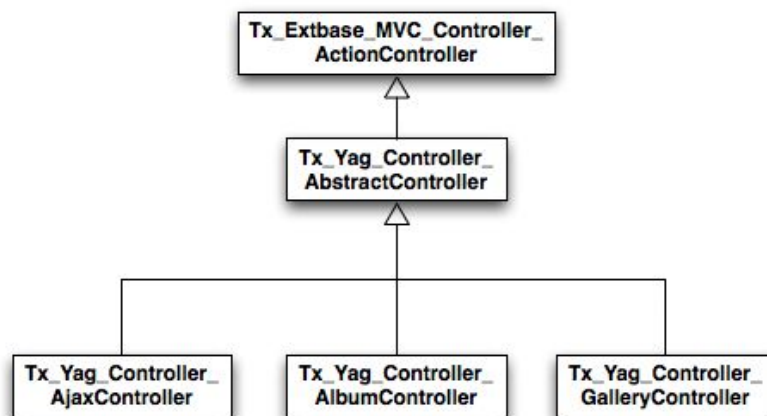 Tx_Extbase_MVC_Controller_
ActionController
Tx_Yag_Controller_
AbstractController
Tx_Yag_Controller_
AjaxController
Tx_Yag_Controller_
AlbumController
Tx_Yag_Controller_
GalleryController